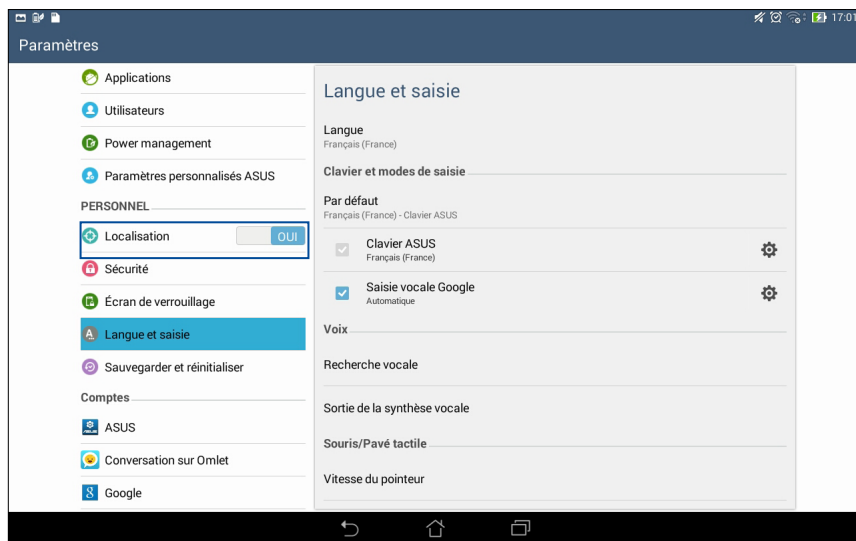 17:01
Paramètres
Applications
Utilisateurs
Power management
Paramètres personnalisés ASUS
PERSONNEL
Localisation OUI
Sécurité
Écran de verrouillage
Langue et saisie
Sauvegarder et réinitialiser
Comptes
ASUS
Conversation sur Omlet
Google
Langue et saisie
Langue
Français (France)
Clavier et modes de saisie
Par défaut
Français (France) - Clavier ASUS
Clavier ASUS
Français (France)
Saisie vocale Google
Automatique
Voix
Recherche vocale
Sortie de la synthèse vocale
Souris/Pavé tactile
Vitesse du pointeur